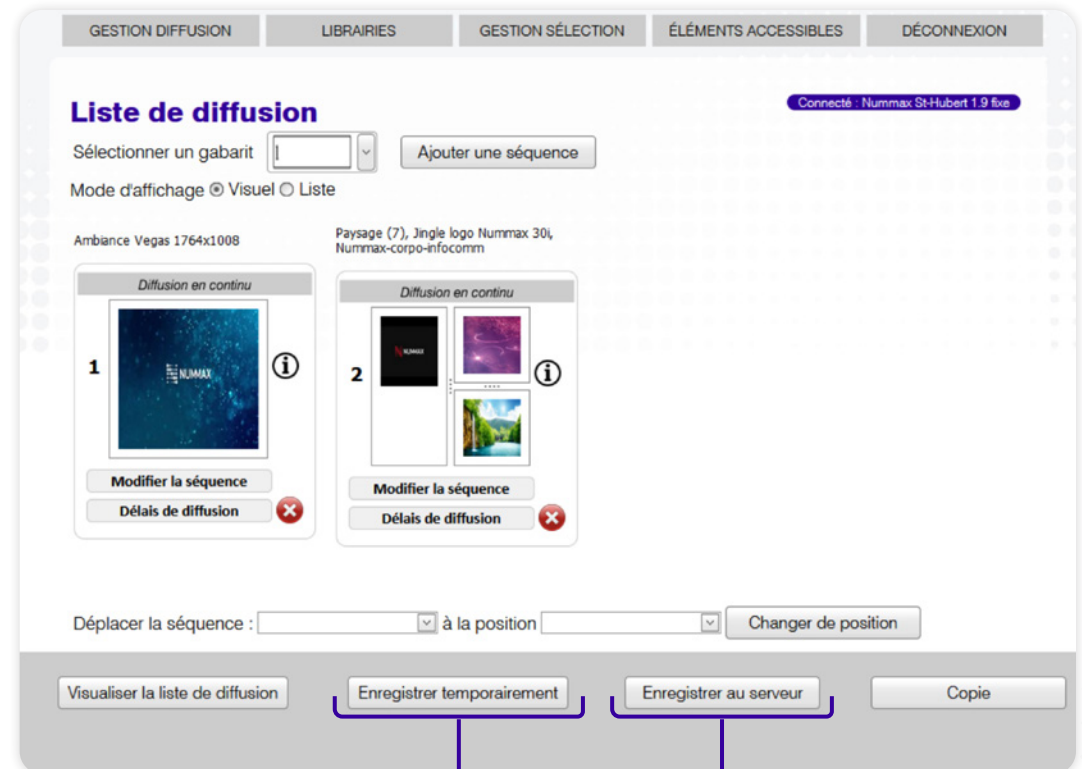 GESTION DIFFUSION LIBRAIRIES GESTION SÉLECTION ÉLÉMENTS ACCESSIBLES DÉCONNEXION
Connecté : Nummax St-Hubert 1.9 fixe
Liste de diffusion
Sélectionner un gabarit Ajouter une séquence
Mode d'affichage Visuel Liste
Ambiance Vegas 1764x1008
Diffusion en continu
1
NUMMAX
i
Modifier la séquence
Délais de diffusion
Paysage (7), Jingle logo Nummax 30i,
Nummax-corpo-infocomm
Diffusion en continu
2
NUMMAX
i
Modifier la séquence
Délais de diffusion
Déplacer la séquence : à la position Changer de position
Visualiser la liste de diffusion Enregistrer temporairement Enregistrer au serveur Copie